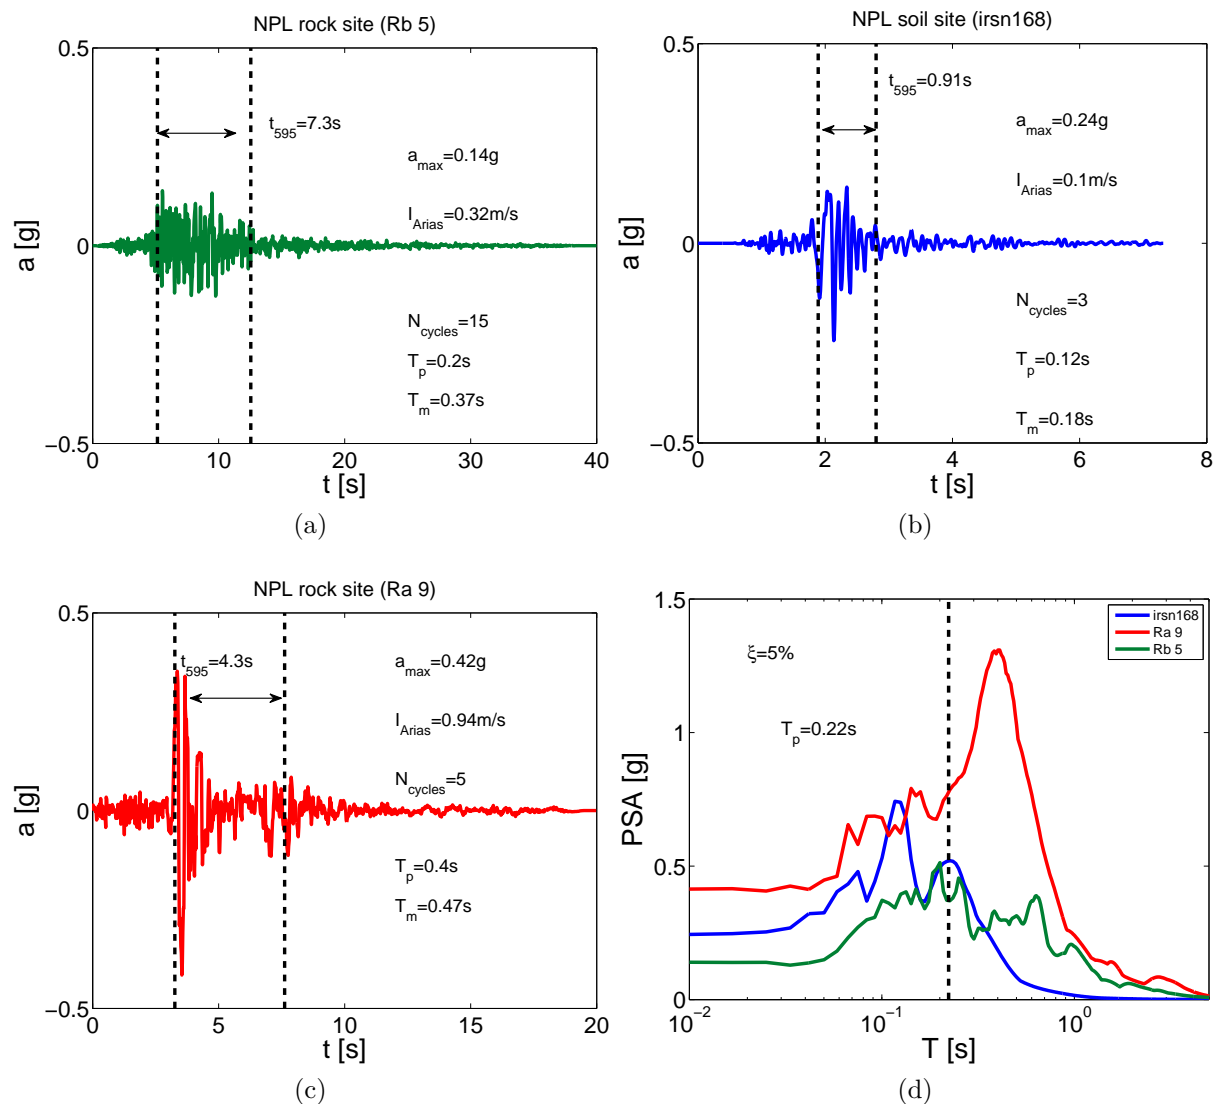 NPL rock site (Rb 5)
0.5
t595=7.3s
amax=0.14g
IArias=0.32m/s
a [g]
0
Ncycles=15
Tp=0.2s
Tm=0.37s
−0.5
0 10 20 30 40
t [s]
(a)
NPL soil site (irsn168)
0.5
t595=0.91s
amax=0.24g
IArias=0.1m/s
a [g]
0
Ncycles=3
Tp=0.12s
Tm=0.18s
−0.5
0 2 4 6 8
t [s]
(b)
NPL rock site (Ra 9)
0.5
t595=4.3s
amax=0.42g
IArias=0.94m/s
Ncycles=5
a [g]
0
Tp=0.4s
Tm=0.47s
−0.5
0 5 10 15 20
t [s]
(c)
1.5
irsn168
Ra 9
Rb 5
ξ=5%
Tp=0.22s
1
PSA [g]
0.5
0
10−2 10−1 100
T [s]
(d)